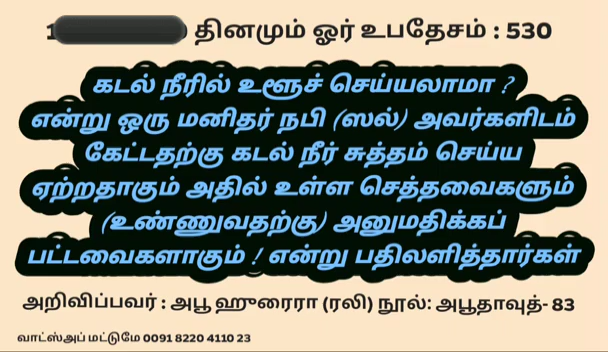 தினமும் ஓர் உபதேசம் : 530
கடல் நீரில் உளூச் செய்யலாமா ?
என்று ஒரு மனிதர் நபி (ஸல்) அவர்களிடம்
கேட்டதற்கு கடல் நீர் சுத்தம் செய்ய
ஏற்றதாகும் அதில் உள்ள செத்தவைகளும்
(உண்ணுவதற்கு) அனுமதிக்கப்
பட்டவைகளாகும் ! என்று பதிலளித்தார்கள்
அறிவிப்பவர் : அபூ ஹுரைரா (ரலி) நூல்: அபூதாவுத்- 83
வாட்ஸ்அப் மட்டுமே 0091 8220 4110 23